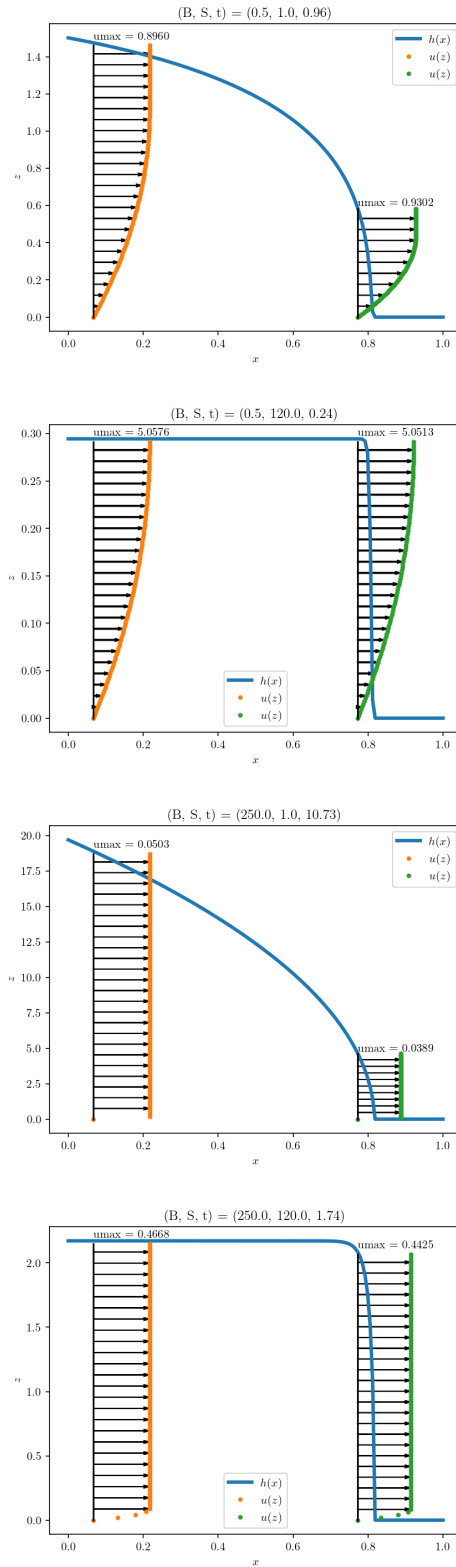 (B, S, t) = (0.5, 1.0, 0.96)
umax = 0.8960
h(x)
u(z)
u(z)
umax = 0.9302
z
1.4
1.2
1.0
0.8
0.6
0.4
0.2
0.0
0.0 0.2 0.4 0.6 0.8 1.0
x
(B, S, t) = (0.5, 120.0, 0.24)
umax = 5.0576
umax = 5.0513
z
0.30
0.25
0.20
0.15
0.10
0.05
0.00
h(x)
u(z)
u(z)
0.0 0.2 0.4 0.6 0.8 1.0
x
(B, S, t) = (250.0, 1.0, 10.73)
umax = 0.0503
h(x)
u(z)
u(z)
umax = 0.0389
z
20.0
17.5
15.0
12.5
10.0
7.5
5.0
2.5
0.0
0.0 0.2 0.4 0.6 0.8 1.0
x
(B, S, t) = (250.0, 120.0, 1.74)
umax = 0.4668
umax = 0.4425
z
2.0
1.5
1.0
0.5
0.0
h(x)
u(z)
u(z)
0.0 0.2 0.4 0.6 0.8 1.0
x